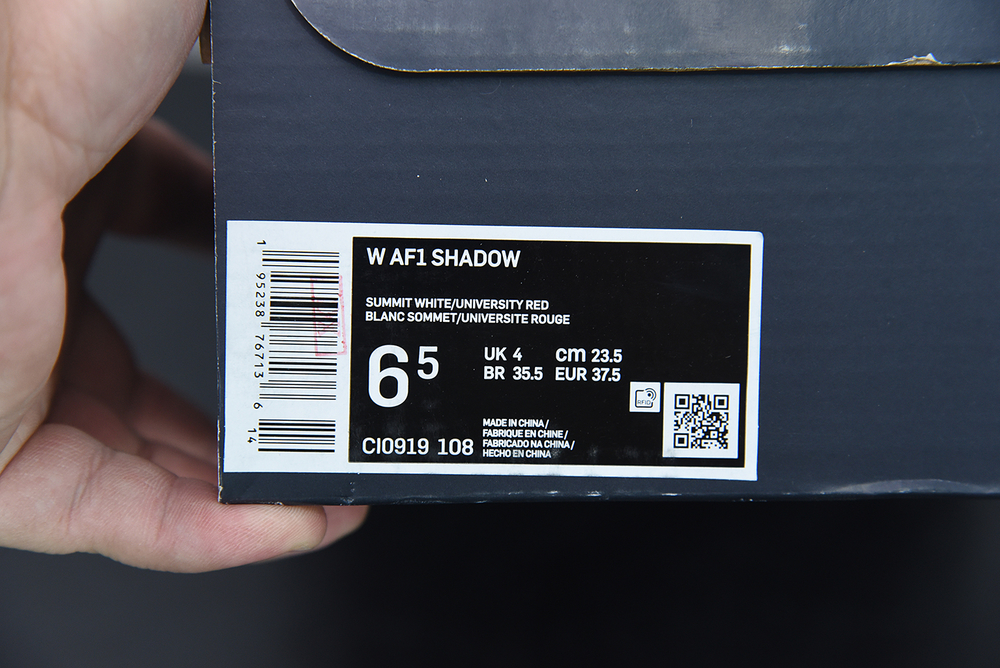 W AF1 SHADOW
SUMMIT WHITE/UNIVERSITY RED
BLANC SOMMET/UNIVERSITE ROUGE
6 5
UK 4 cm 23.5
BR 35.5 EUR 37.5
RFID
MADE IN CHINA /
FABRIQUE EN CHINE /
FABRICADO NA CHINA /
HECHO EN CHINA
CI0919 108
1 95238 76713 6 14